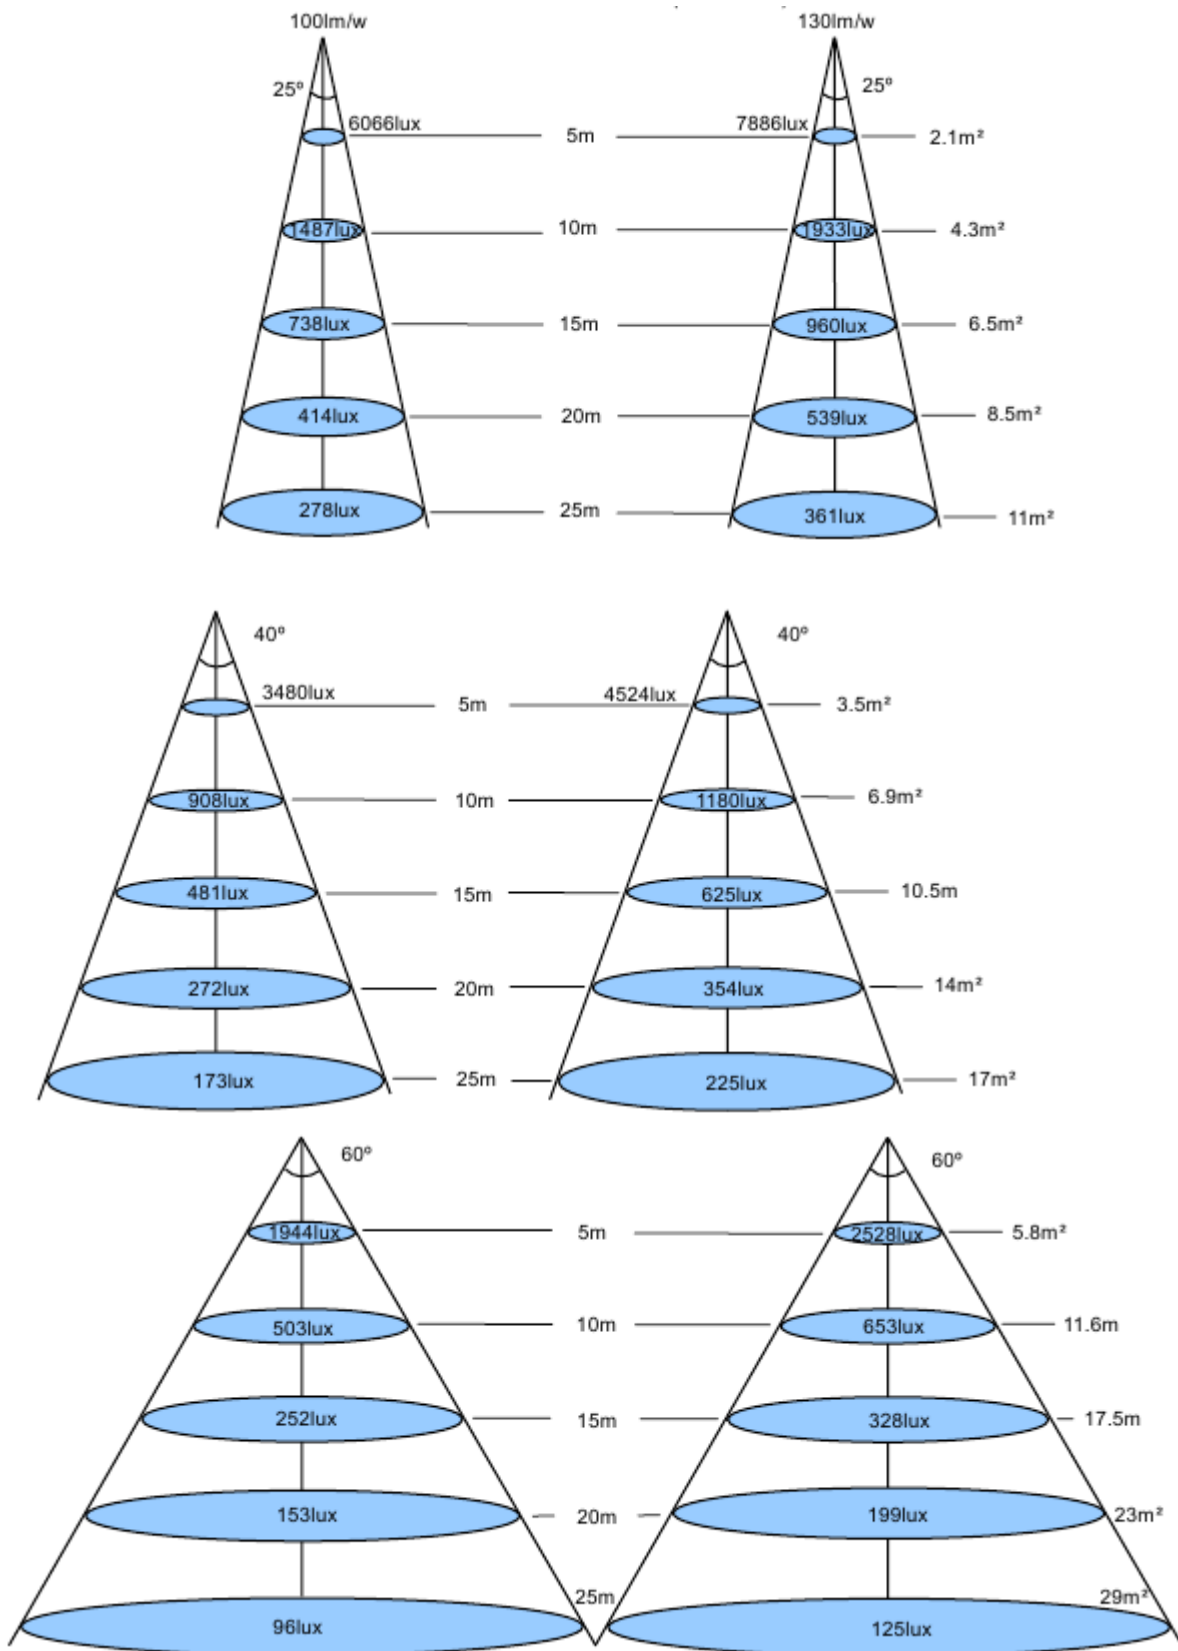 100lm/w 130lm/w
25º 25º
6066lux 5m 7886lux 2.1m²
1487lux 10m 1933lux 4.3m²
738lux 15m 960lux 6.5m²
414lux 20m 539lux 8.5m²
278lux 25m 361lux 11m²
40º 40º
3480lux 5m 4524lux 3.5m²
908lux 10m 1180lux 6.9m²
481lux 15m 625lux 10.5m
272lux 20m 354lux 14m²
173lux 25m 225lux 17m²
60º 60º
1944lux 5m 2528lux 5.8m²
503lux 10m 653lux 11.6m
252lux 15m 328lux 17.5m
153lux 20m 199lux 23m²
96lux 25m 125lux 29m²